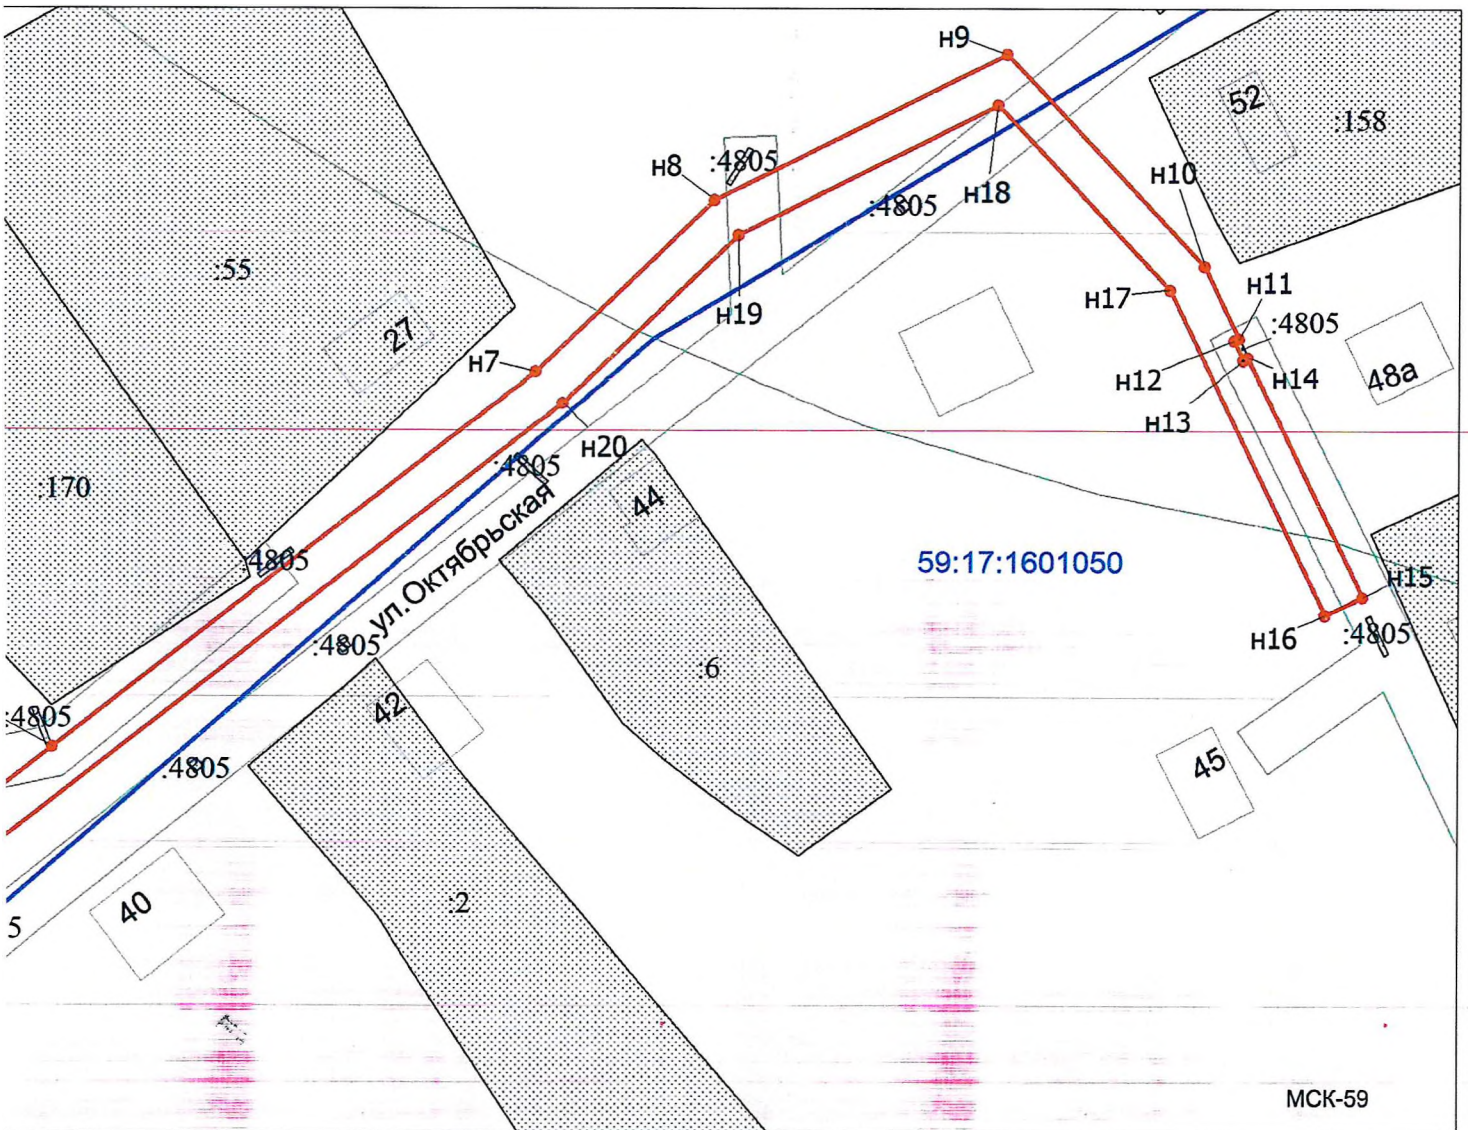 н9
52
:158
н8
:4805
н10
н18
:4805
:55
н17
н11
н19
:4805
27
н7
н12
н14
48а
н13
н20
:4805
:170
44
ул.Октябрьская
59:17:1601050
:4805
н15
н16
:4805
:4805
:6
42
:4805
:4805
45
40
:2
5
МСК-59